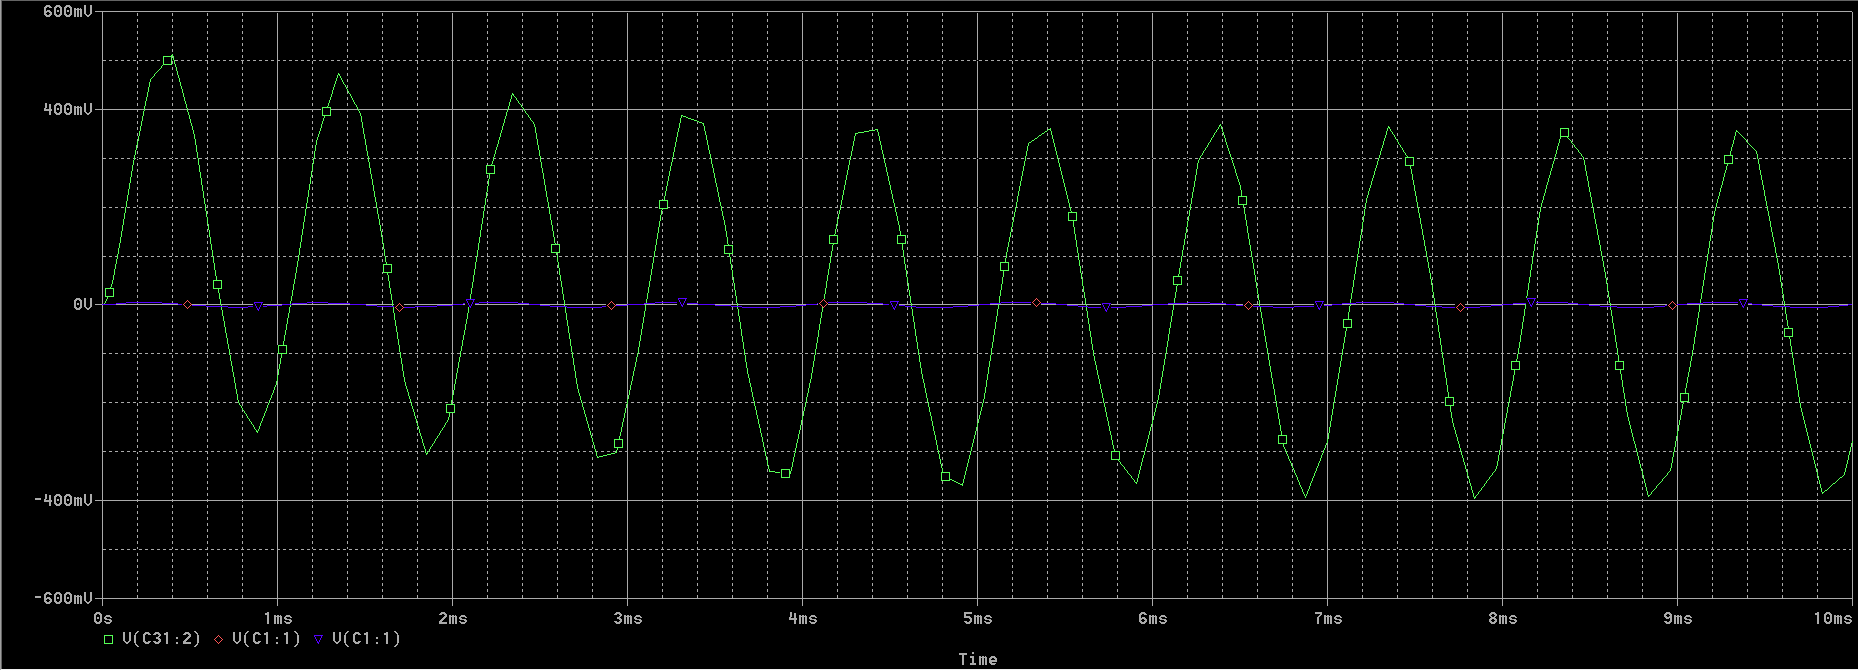 600mV
400mV
0V
-400mV
-600mV
0s 1ms 2ms 3ms 4ms 5ms 6ms 7ms 8ms 9ms 10ms
V(C31:2) V(C1:1) V(C1:1)
Time